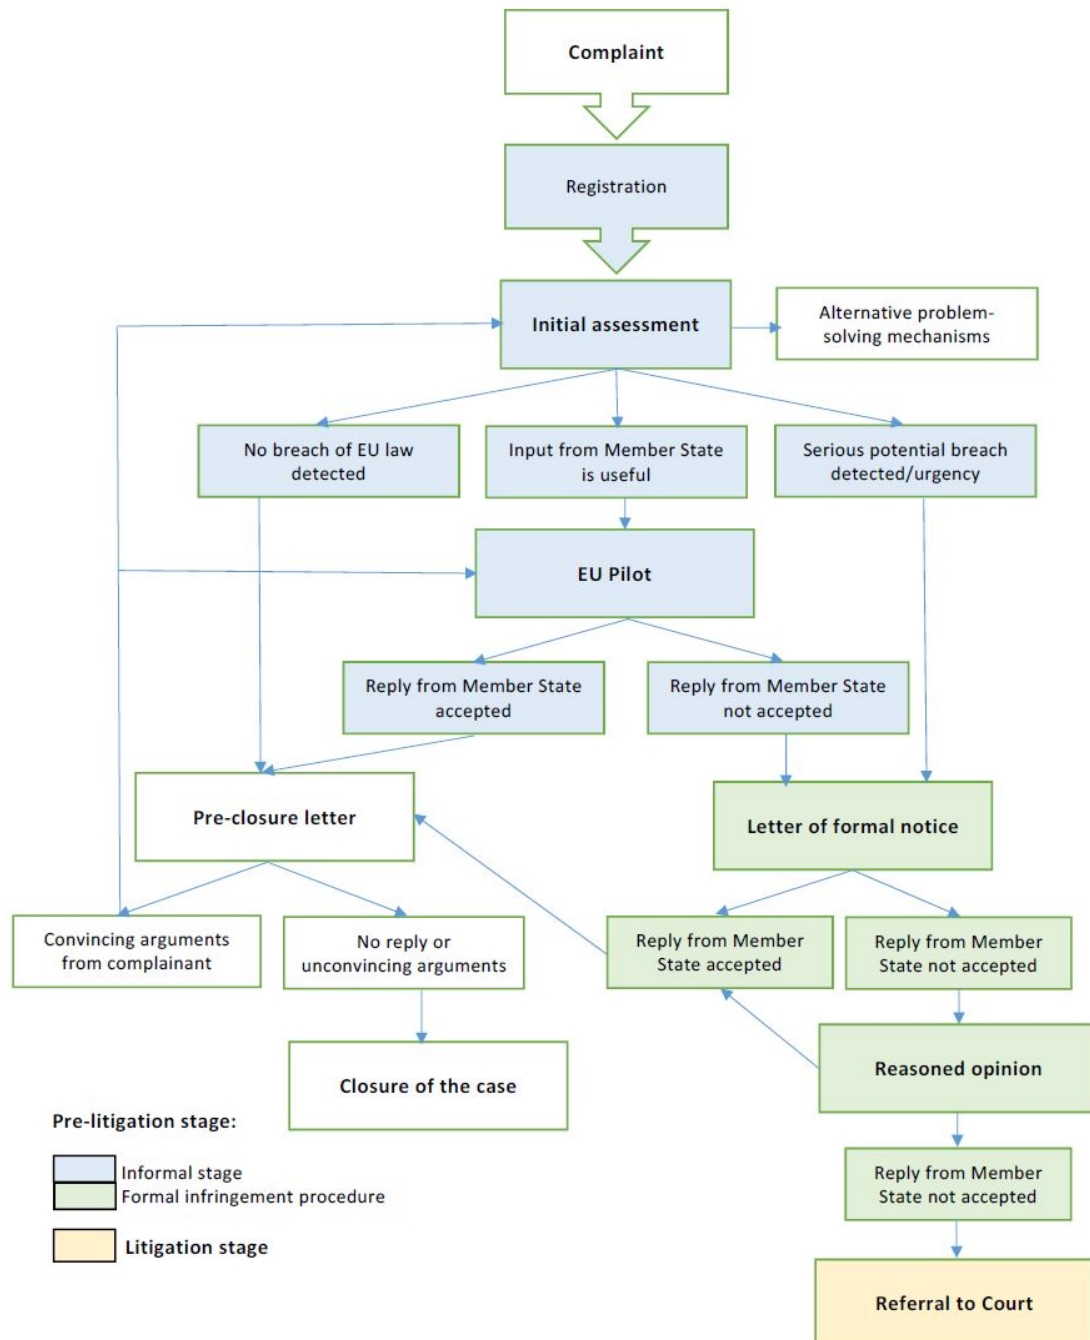 Complaint
Registration
Initial assessment
Alternative problem-
solving mechanisms
No breach of EU law
detected
Input from Member State
is useful
Serious potential breach
detected/urgency
EU Pilot
Reply from Member State
accepted
Reply from Member State
not accepted
Pre-closure letter
Letter of formal notice
Convincing arguments
from complainant
No reply or
unconvincing arguments
Reply from Member
State accepted
Reply from Member
State not accepted
Closure of the case
Reasoned opinion
Pre-litigation stage:
Informal stage
Formal infringement procedure
Litigation stage
Reply from Member
State not accepted
Referral to Court